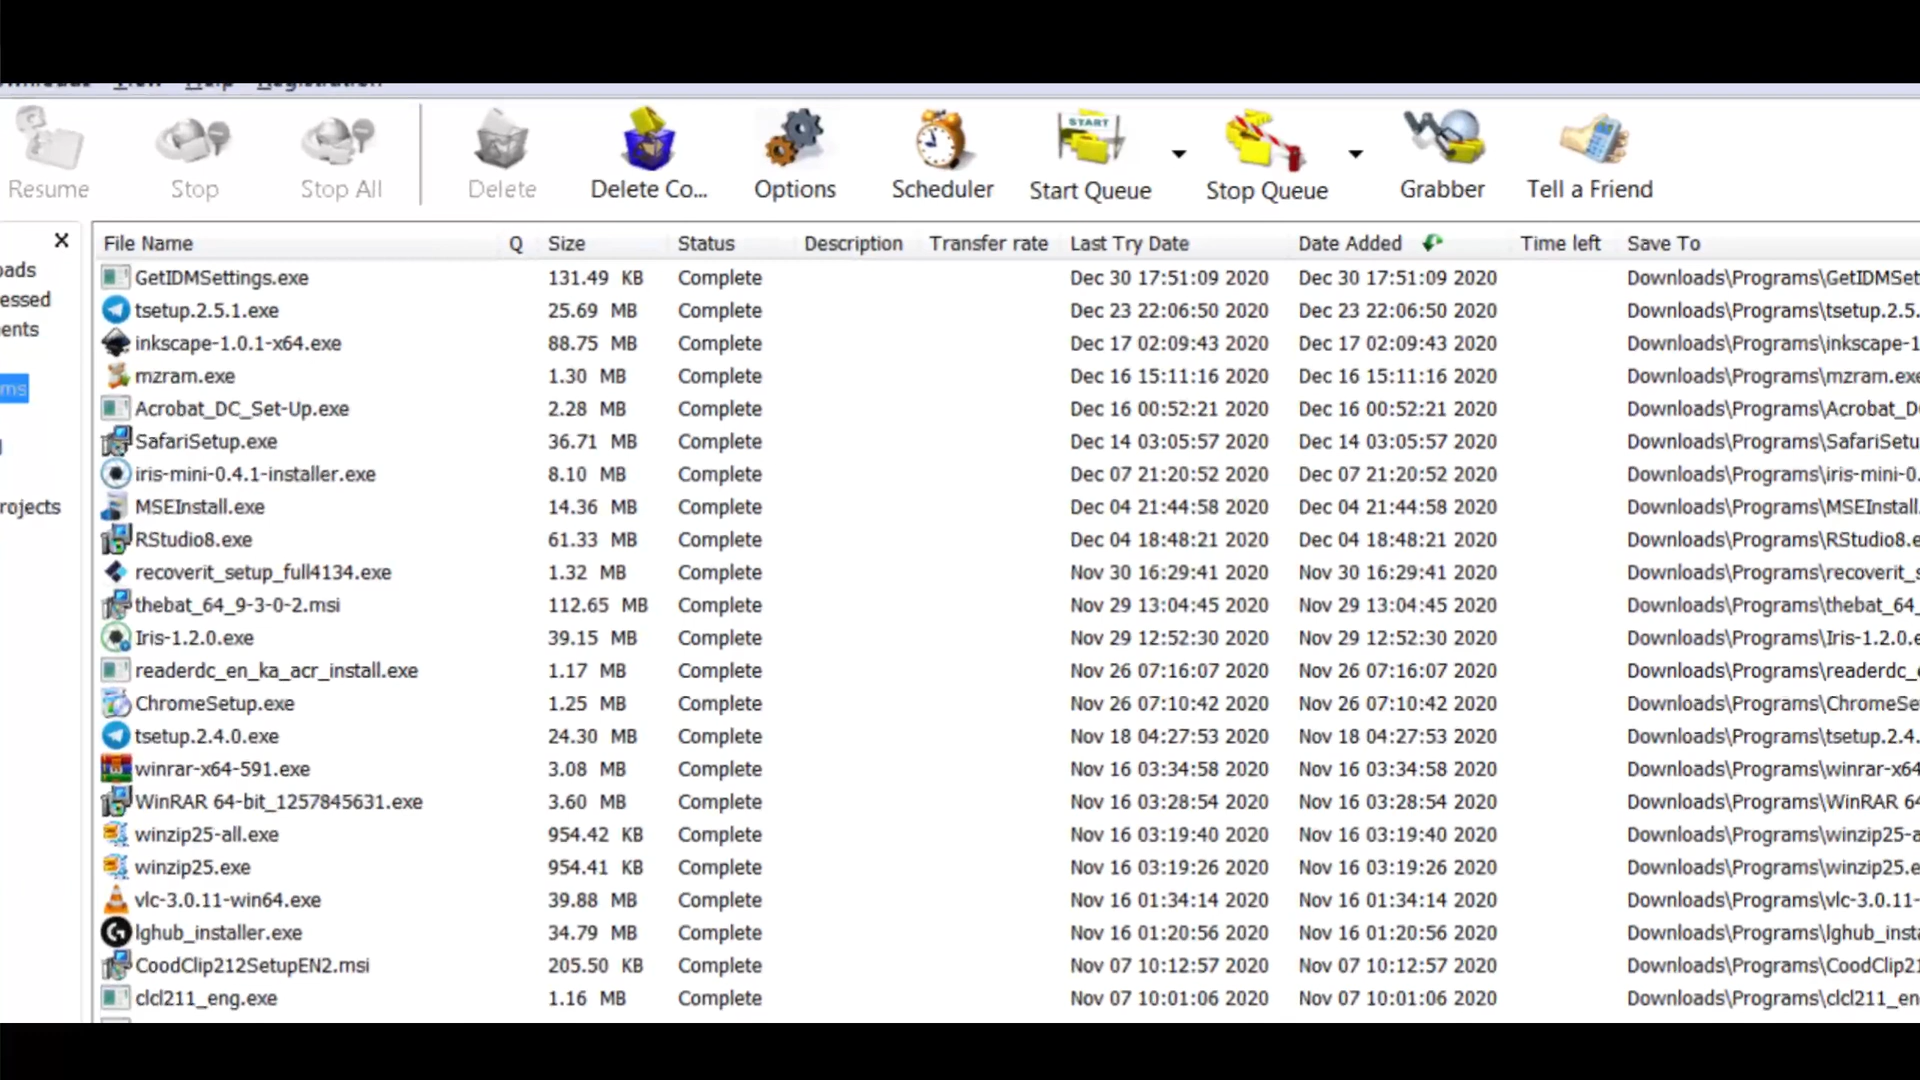 View Help Registration
START
Resume Stop Stop All Delete Delete Co... Options Scheduler Start Queue Stop Queue Grabber Tell a Friend
File Name Q Size Status Description Transfer rate Last Try Date Date Added Time left Save To
oads
essed
ents
ms
rojects
GetIDMSettings.exe 131.49 KB Complete Dec 30 17:51:09 2020 Dec 30 17:51:09 2020 Downloads\Programs\GetIDMSet
tsetup.2.5.1.exe 25.69 MB Complete Dec 23 22:06:50 2020 Dec 23 22:06:50 2020 Downloads\Programs\tsetup.2.5.
inkscape-1.0.1-x64.exe 88.75 MB Complete Dec 17 02:09:43 2020 Dec 17 02:09:43 2020 Downloads\Programs\inkscape-1
mzram.exe 1.30 MB Complete Dec 16 15:11:16 2020 Dec 16 15:11:16 2020 Downloads\Programs\mzram.exe
Acrobat_DC_Set-Up.exe 2.28 MB Complete Dec 16 00:52:21 2020 Dec 16 00:52:21 2020 Downloads\Programs\Acrobat_D
SafariSetup.exe 36.71 MB Complete Dec 14 03:05:57 2020 Dec 14 03:05:57 2020 Downloads\Programs\SafariSetu
iris-mini-0.4.1-installer.exe 8.10 MB Complete Dec 07 21:20:52 2020 Dec 07 21:20:52 2020 Downloads\Programs\iris-mini-0.
MSEInstall.exe 14.36 MB Complete Dec 04 21:44:58 2020 Dec 04 21:44:58 2020 Downloads\Programs\MSEInstall.
RStudio8.exe 61.33 MB Complete Dec 04 18:48:21 2020 Dec 04 18:48:21 2020 Downloads\Programs\RStudio8.e
recoverit_setup_full4134.exe 1.32 MB Complete Nov 30 16:29:41 2020 Nov 30 16:29:41 2020 Downloads\Programs\recoverit_s
thebat_64_9-3-0-2.msi 112.65 MB Complete Nov 29 13:04:45 2020 Nov 29 13:04:45 2020 Downloads\Programs\thebat_64_
Iris-1.2.0.exe 39.15 MB Complete Nov 29 12:52:30 2020 Nov 29 12:52:30 2020 Downloads\Programs\Iris-1.2.0.e
readerdc_en_ka_acr_install.exe 1.17 MB Complete Nov 26 07:16:07 2020 Nov 26 07:16:07 2020 Downloads\Programs\readerdc_
ChromeSetup.exe 1.25 MB Complete Nov 26 07:10:42 2020 Nov 26 07:10:42 2020 Downloads\Programs\ChromeSe
tsetup.2.4.0.exe 24.30 MB Complete Nov 18 04:27:53 2020 Nov 18 04:27:53 2020 Downloads\Programs\tsetup.2.4.
winrar-x64-591.exe 3.08 MB Complete Nov 16 03:34:58 2020 Nov 16 03:34:58 2020 Downloads\Programs\winrar-x64
WinRAR 64-bit_1257845631.exe 3.60 MB Complete Nov 16 03:28:54 2020 Nov 16 03:28:54 2020 Downloads\Programs\WinRAR 64
winzip25-all.exe 954.42 KB Complete Nov 16 03:19:40 2020 Nov 16 03:19:40 2020 Downloads\Programs\winzip25-a
winzip25.exe 954.41 KB Complete Nov 16 03:19:26 2020 Nov 16 03:19:26 2020 Downloads\Programs\winzip25.e
vlc-3.0.11-win64.exe 39.88 MB Complete Nov 16 01:34:14 2020 Nov 16 01:34:14 2020 Downloads\Programs\vlc-3.0.11-
lghub_installer.exe 34.79 MB Complete Nov 16 01:20:56 2020 Nov 16 01:20:56 2020 Downloads\Programs\lghub_insta
CoodClip212SetupEN2.msi 205.50 KB Complete Nov 07 10:12:57 2020 Nov 07 10:12:57 2020 Downloads\Programs\CoodClip21
clcl211_eng.exe 1.16 MB Complete Nov 07 10:01:06 2020 Nov 07 10:01:06 2020 Downloads\Programs\clcl211_en